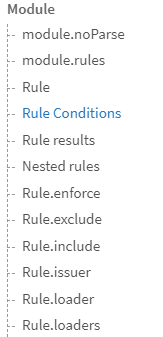 Module
module.noParse
module.rules
Rule
Rule Conditions
Rule results
Nested rules
Rule.enforce
Rule.exclude
Rule.include
Rule.issuer
Rule.loader
Rule.loaders